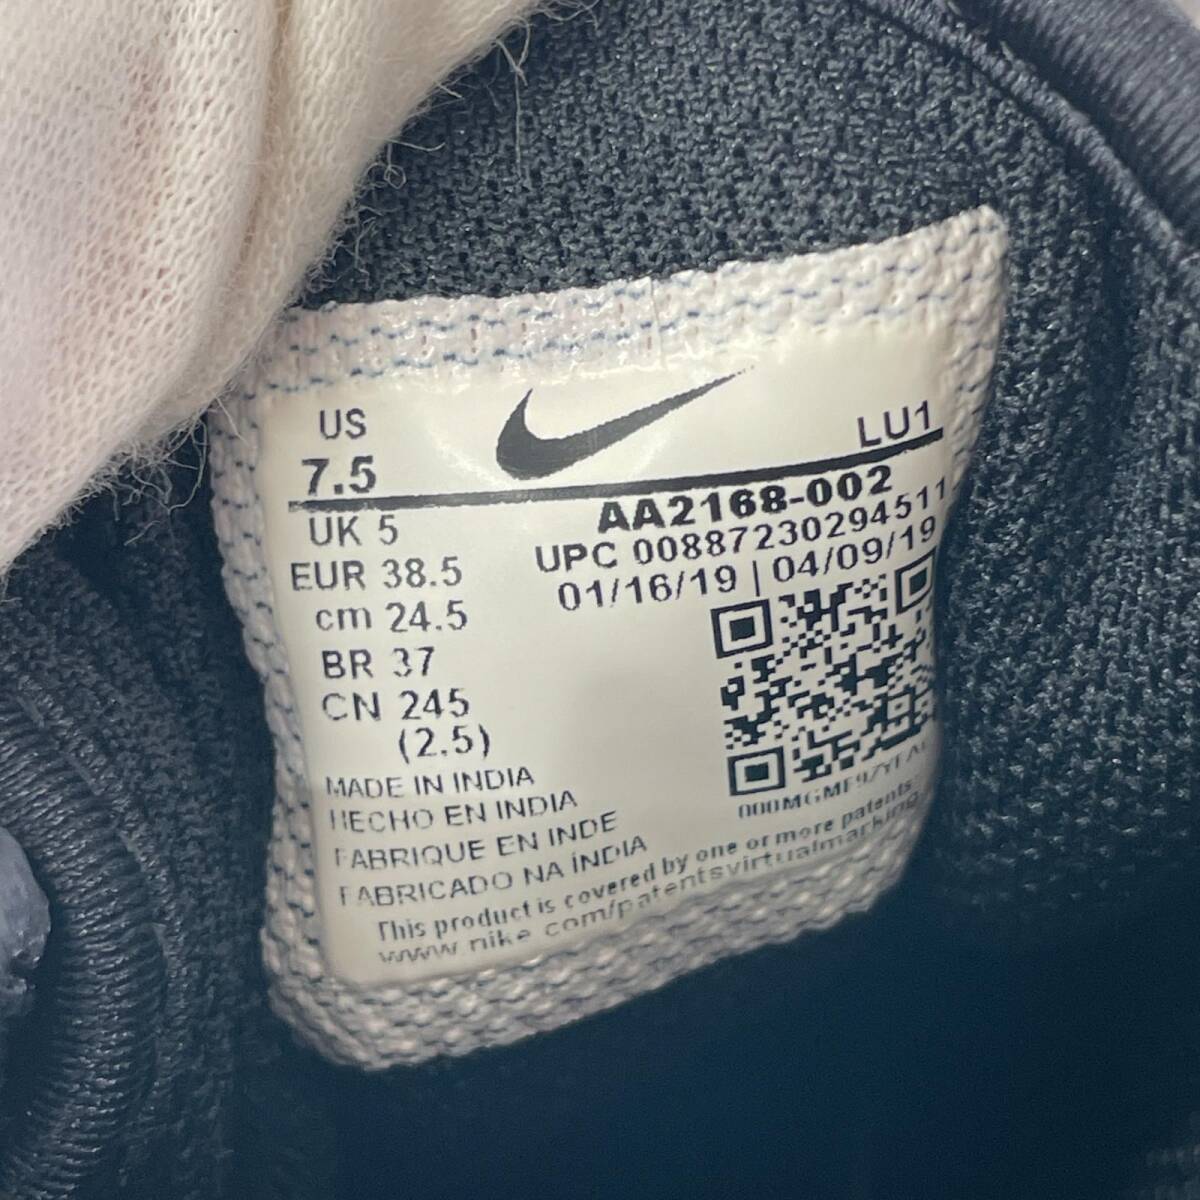 US
7.5
LU1
UK 5
EUR 38.5
cm 24.5
BR 37
CN 245
(2.5)
AA2168-002
UPC 00887230294511
01/16/19 | 04/09/19
MADE IN INDIA
HECHO EN INDIA
FABRIQUE EN INDE
FABRICADO NA ÍNDIA
This product is covered by one or more patents
www.nike.com/patentsvirtualmarking